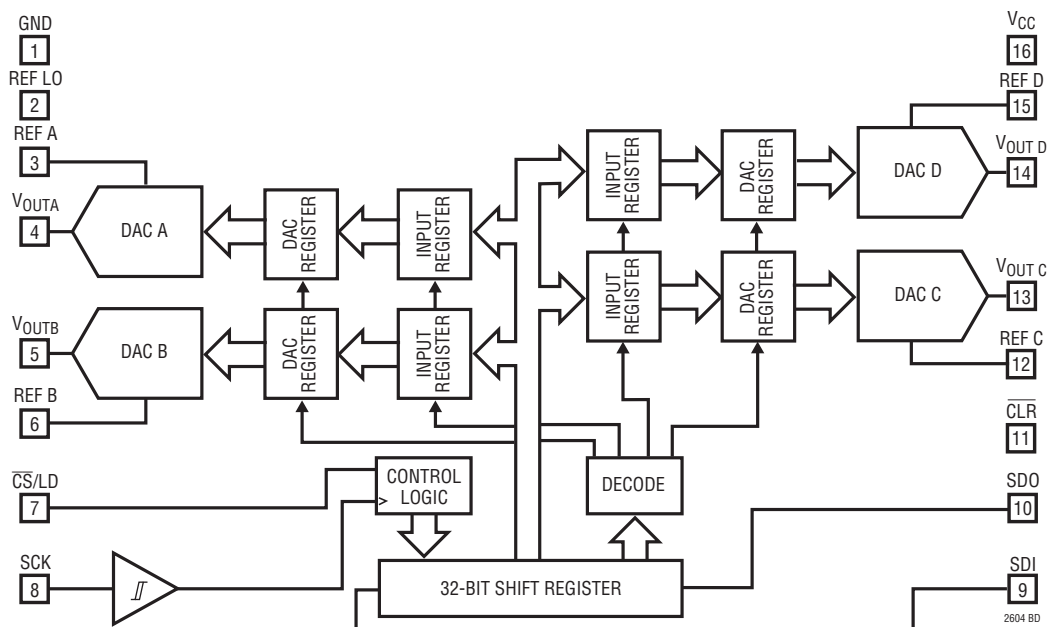 GND
1
REF LO
2
REF A
3
VOUTA
4
DAC A
DAC
REGISTER
INPUT
REGISTER
VOUTB
5
DAC B
DAC
REGISTER
INPUT
REGISTER
REF B
6
CS/LD
7
CONTROL
LOGIC
>
SCK
8
32-BIT SHIFT REGISTER
DECODE
INPUT
REGISTER
DAC
REGISTER
DAC D
INPUT
REGISTER
DAC
REGISTER
DAC C
VCC
16
REF D
15
VOUT D
14
VOUT C
13
REF C
12
CLR
11
SDO
10
SDI
9
2604 BD